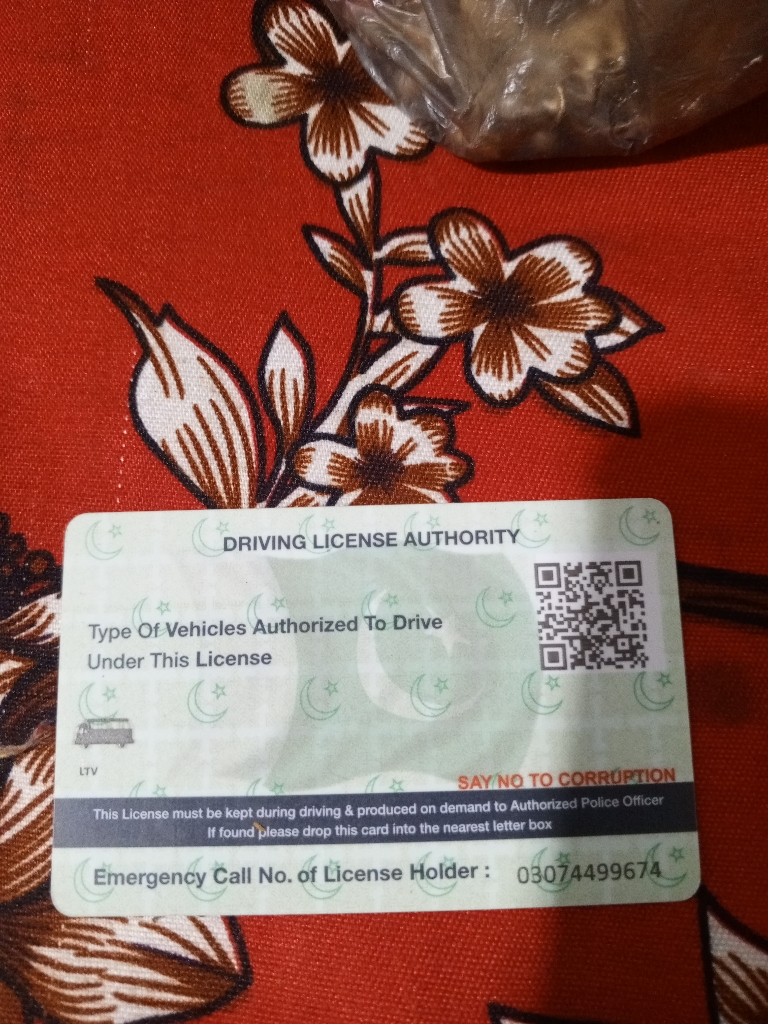 DRIVING LICENSE AUTHORITY
Type Of Vehicles Authorized To Drive
Under This License
LTV
SAY NO TO CORRUPTION
This License must be kept during driving & produced on demand to Authorized Police Officer
If found please drop this card into the nearest letter box
Emergency Call No. of License Holder : 03074499674